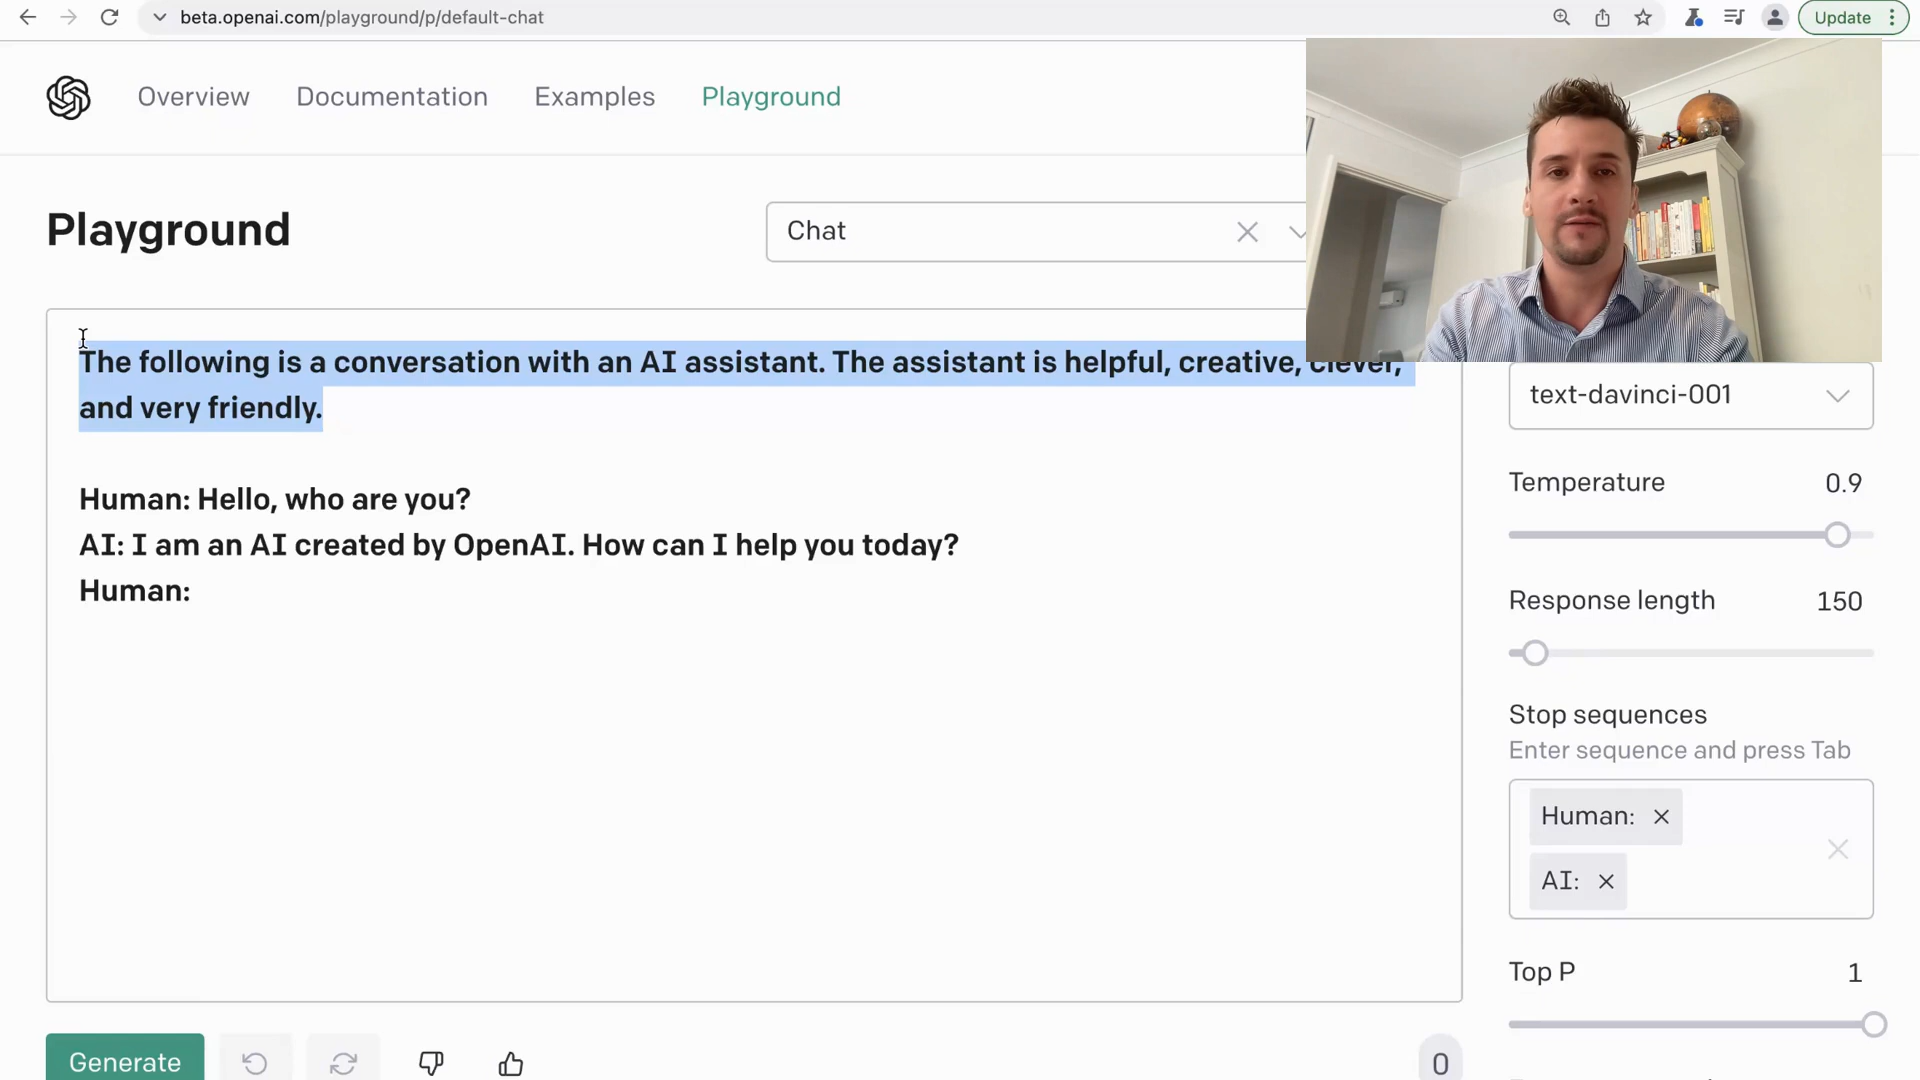 beta.openai.com/playground/p/default-chat
Update
Overview Documentation Examples Playground
Playground
Chat
The following is a conversation with an AI assistant. The assistant is helpful, creative, clever,
and very friendly.
Human: Hello, who are you?
AI: I am an AI created by OpenAI. How can I help you today?
Human:
text-davinci-001
Temperature 0.9
Response length 150
Stop sequences
Enter sequence and press Tab
Human:
AI:
Top P 1
Generate
0